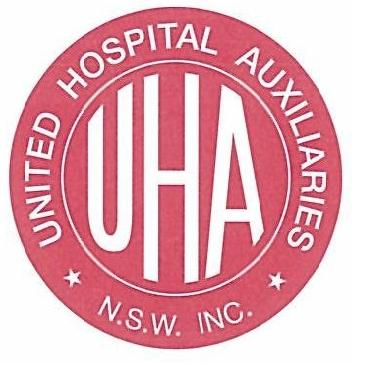 UNITED HOSPITAL AUXILIARIES
UHA
N.S.W. INC.